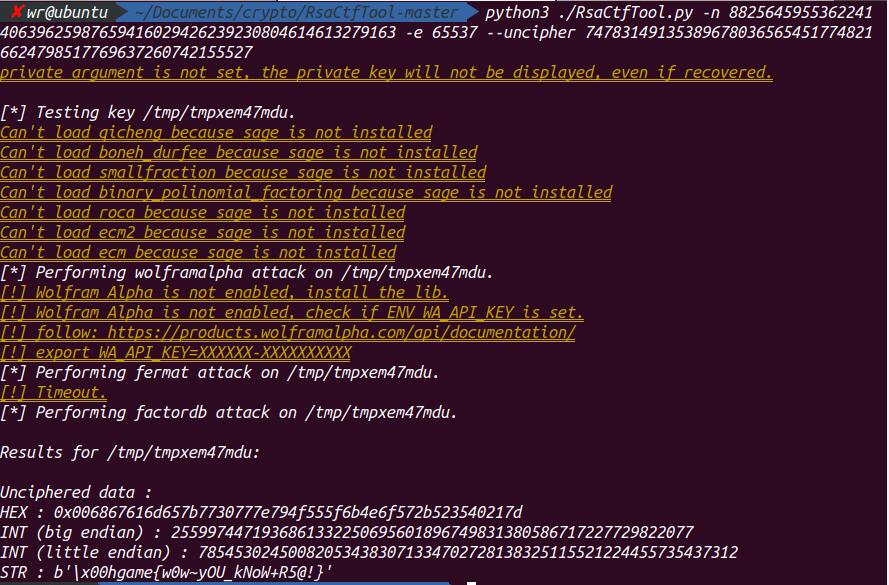 ✘ wr@ubuntu ~/Documents/crypto/RsaCtfTool-master python3 ./RsaCtfTool.py -n 8825645955362241
4063962598765941602942623923080461461327916​3 -e 65537 --uncipher 747831491353896780365654517748216
6247985177696372607421555​27
private argument is not set, the private key will not be displayed, even if recovered.
[*] Testing key /tmp/tmpxem47mdu.
Can't load qicheng because sage is not installed
Can't load boneh_durfee because sage is not installed
Can't load smallfraction because sage is not installed
Can't load binary_polinomial_factoring because sage is not installed
Can't load roca because sage is not installed
Can't load ecm2 because sage is not installed
Can't load ecm because sage is not installed
[*] Performing wolframalpha attack on /tmp/tmpxem47mdu.
[!] Wolfram Alpha is not enabled, install the lib.
[!] Wolfram Alpha is not enabled, check if ENV WA_API_KEY is set.
[!] follow: https://products.wolframalpha.com/api/documentation/
[!] export WA_API_KEY=XXXXXX-XXXXXXXXXX
[*] Performing fermat attack on /tmp/tmpxem47mdu.
[!] Timeout.
[*] Performing factordb attack on /tmp/tmpxem47mdu.
Results for /tmp/tmpxem47mdu:
Unciphered data :
HEX : 0x006867616d657b7730777e794f555f6b4e6f572b523540217d
INT (big endian) : 2559974471936861332250695601896749831380586717227729822077
INT (little endian) : 785453024500820534383071334702728138325115521224455735437312
STR : b'\x00hgame{w0w~yOU_kNoW+R5@!}'